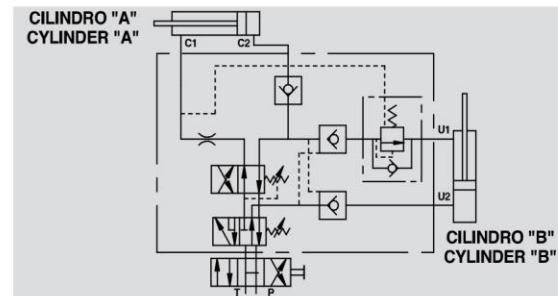 CILINDRO "A"
CYLINDER "A"
C1 C2
U1
U2
CILINDRO "B"
CYLINDER "B"
T P